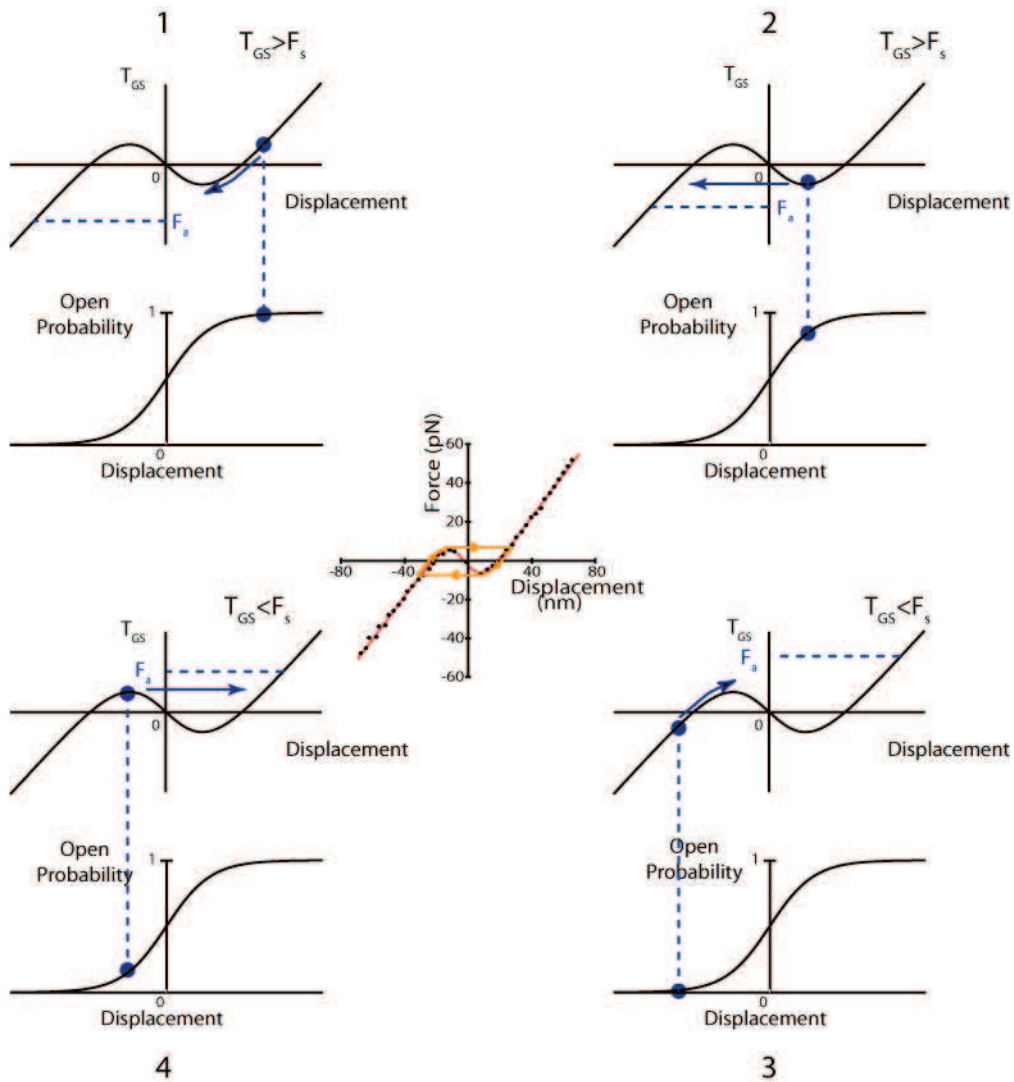 1
T_GS>F_s
T_GS
0
Displacement
F_a
Open
Probability
1
0
Displacement
2
T_GS>F_s
T_GS
0
Displacement
F_a
Open
Probability
1
0
Displacement
Force (pN)
60
40
20
0
-20
-40
-60
-80
-40
0
40
80
Displacement
(nm)
T_GS<F_s
T_GS
F_a
0
Displacement
Open
Probability
1
0
Displacement
4
T_GS<F_s
T_GS
F_a
0
Displacement
Open
Probability
1
0
Displacement
3